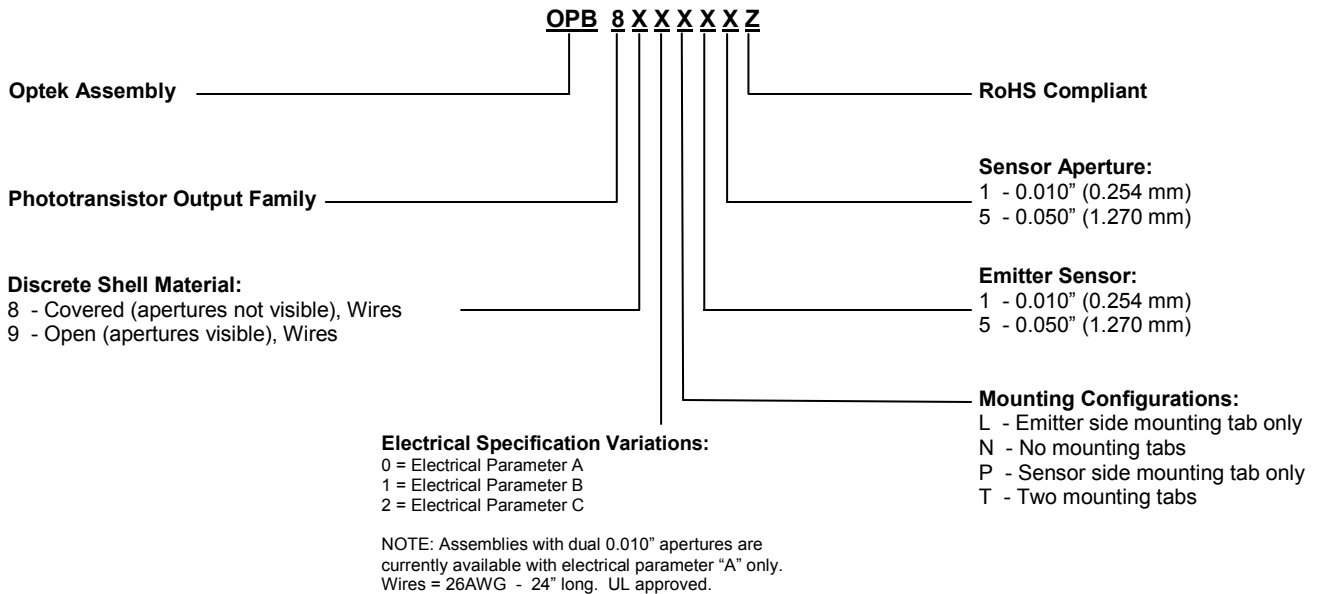 OPB 8 X X X X X Z
Optek Assembly
RoHS Compliant
Phototransistor Output Family
Sensor Aperture:
1 - 0.010” (0.254 mm)
5 - 0.050” (1.270 mm)
Discrete Shell Material:
8 - Covered (apertures not visible), Wires
9 - Open (apertures visible), Wires
Emitter Sensor:
1 - 0.010” (0.254 mm)
5 - 0.050” (1.270 mm)
Electrical Specification Variations:
0 = Electrical Parameter A
1 = Electrical Parameter B
2 = Electrical Parameter C
NOTE: Assemblies with dual 0.010” apertures are
currently available with electrical parameter “A” only.
Wires = 26AWG - 24” long. UL approved.
Mounting Configurations:
L - Emitter side mounting tab only
N - No mounting tabs
P - Sensor side mounting tab only
T - Two mounting tabs